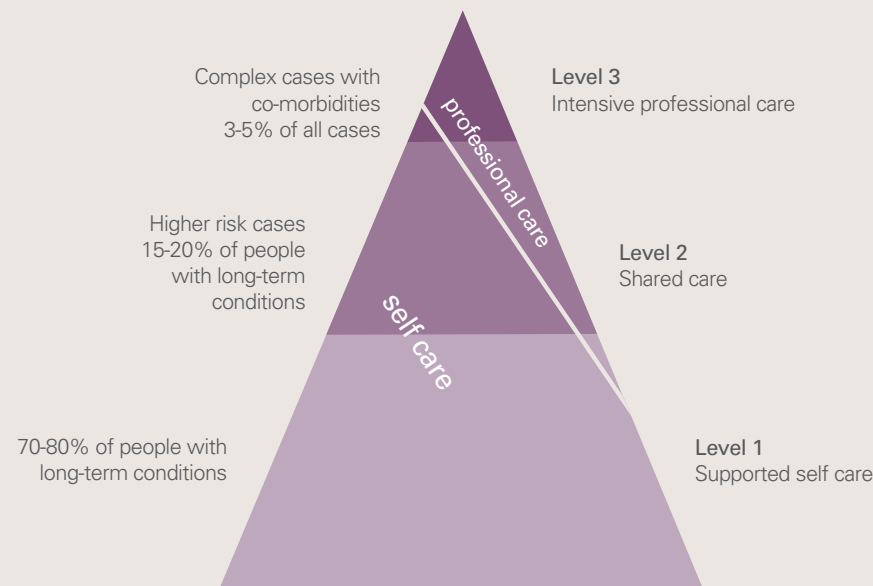 Complex cases with
co-morbidities
3-5% of all cases
Level 3
Intensive professional care
professional care
Higher risk cases
15-20% of people
with long-term
conditions
Level 2
Shared care
self care
70-80% of people with
long-term conditions
Level 1
Supported self care